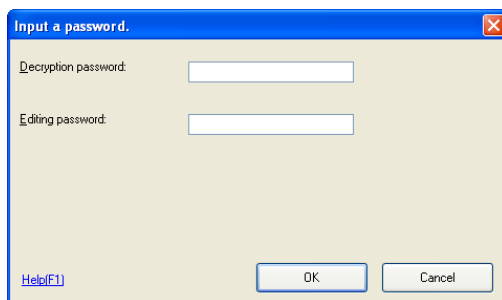 Input a password.
Decryption password:
Editing password:
Help(F1)
OK
Cancel